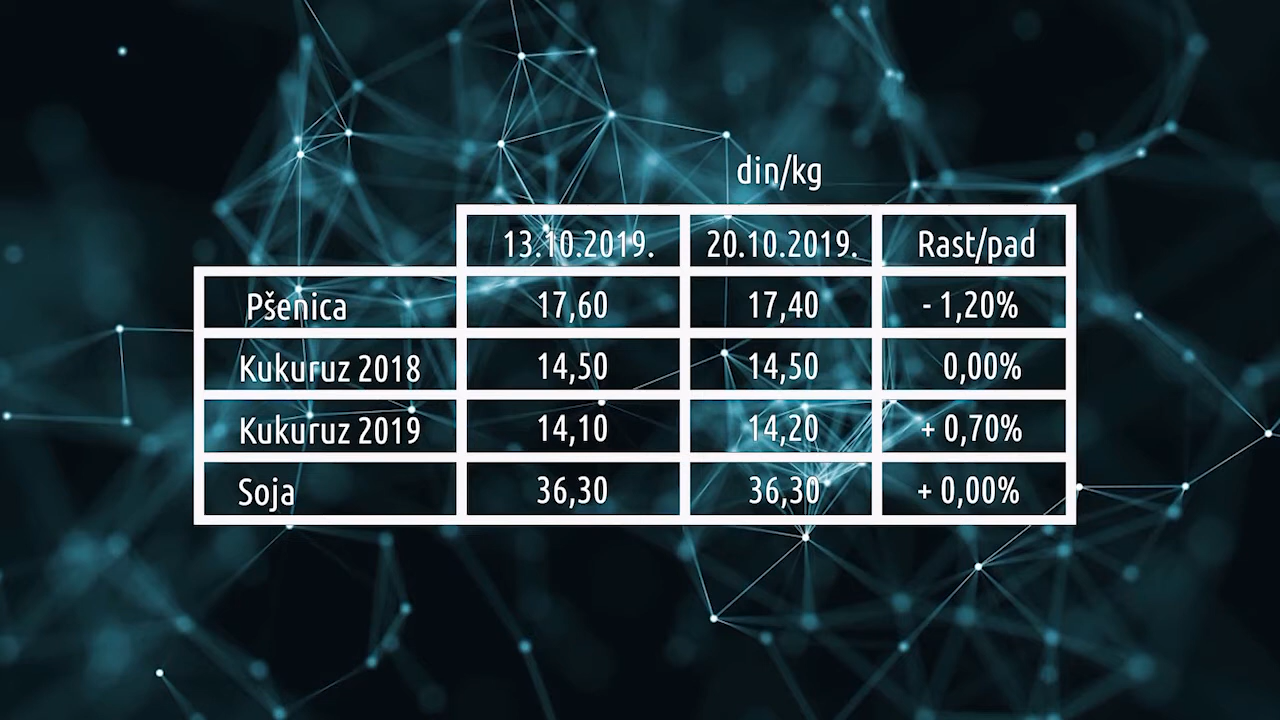 din/kg
13.10.2019. 20.10.2019. Rast/pad
Pšenica 17,60 17,40 - 1,20%
Kukuruz 2018 14,50 14,50 0,00%
Kukuruz 2019 14,10 14,20 + 0,70%
Soja 36,30 36,30 + 0,00%